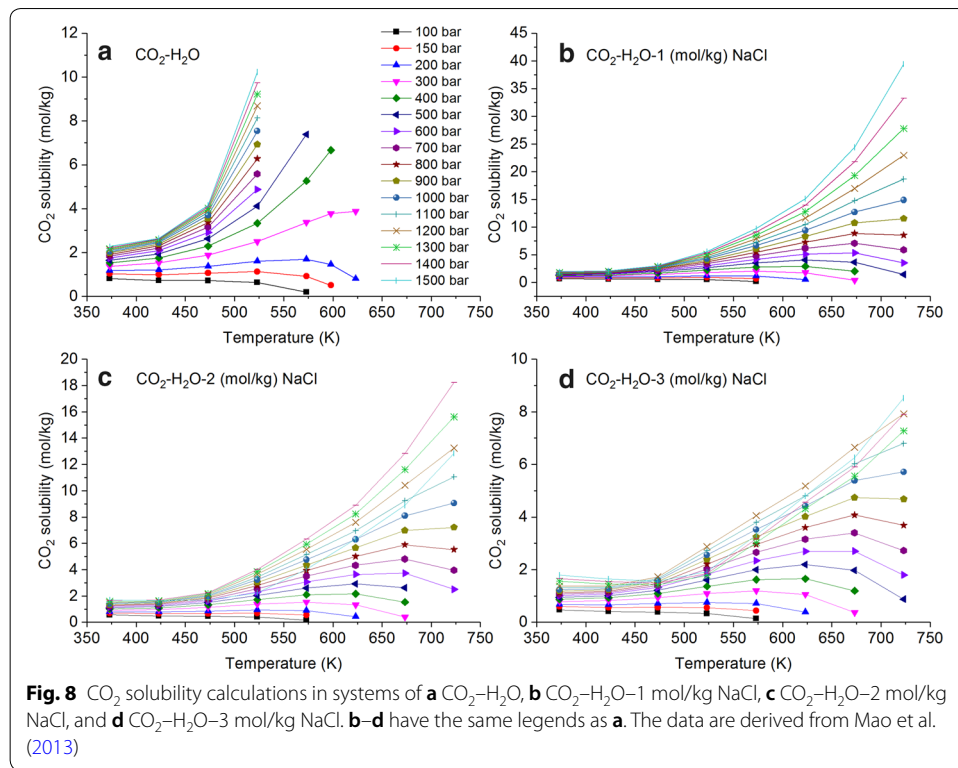 a CO₂-H₂O
CO₂ solubility (mol/kg)
12
10
8
6
4
2
0
350 400 450 500 550 600 650 700 750
Temperature (K)
100 bar
150 bar
200 bar
300 bar
400 bar
500 bar
600 bar
700 bar
800 bar
900 bar
1000 bar
1100 bar
1200 bar
1300 bar
1400 bar
1500 bar
b CO₂-H₂O-1 (mol/kg) NaCl
CO₂ solubility (mol/kg)
45
40
35
30
25
20
15
10
5
0
350 400 450 500 550 600 650 700 750
Temperature (K)
c CO₂-H₂O-2 (mol/kg) NaCl
CO₂ solubility (mol/kg)
20
18
16
14
12
10
8
6
4
2
0
350 400 450 500 550 600 650 700 750
Temperature (K)
d CO₂-H₂O-3 (mol/kg) NaCl
CO₂ solubility (mol/kg)
10
8
6
4
2
0
350 400 450 500 550 600 650 700 750
Temperature (K)
Fig. 8 CO₂ solubility calculations in systems of a CO₂–H₂O, b CO₂–H₂O–1 mol/kg NaCl, c CO₂–H₂O–2 mol/kg
NaCl, and d CO₂–H₂O–3 mol/kg NaCl. b–d have the same legends as a. The data are derived from Mao et al.
(2013)